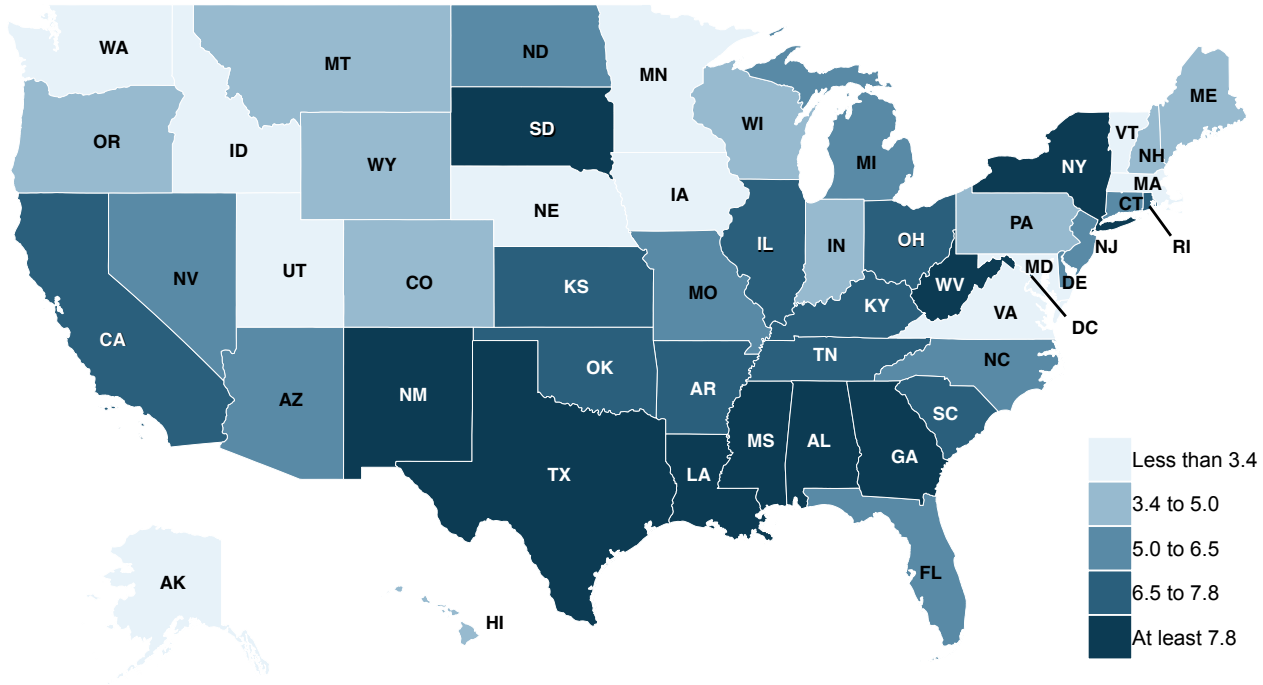 WA
MT
ND
MN
OR
ID
WY
SD
WI
MI
ME
VT
NH
NY
MA
CT
RI
NE
IA
PA
NJ
NV
UT
CO
KS
MO
IL
IN
OH
MD
DE
WV
VA
DC
KY
CA
AZ
NM
OK
AR
TN
NC
SC
TX
LA
MS
AL
GA
FL
AK
HI
Less than 3.4
3.4 to 5.0
5.0 to 6.5
6.5 to 7.8
At least 7.8